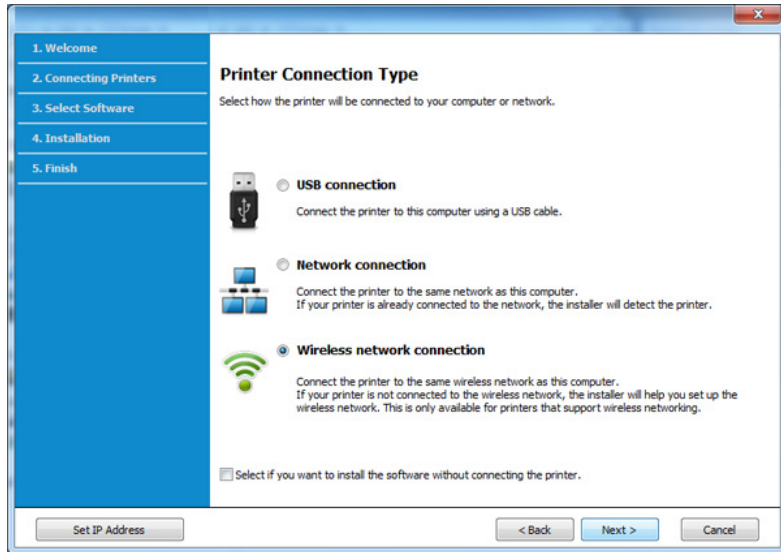 1. Welcome
2. Connecting Printers
3. Select Software
4. Installation
5. Finish
Printer Connection Type
Select how the printer will be connected to your computer or network.
USB connection
Connect the printer to this computer using a USB cable.
Network connection
Connect the printer to the same network as this computer.
If your printer is already connected to the network, the installer will detect the printer.
Wireless network connection
Connect the printer to the same wireless network as this computer.
If your printer is not connected to the wireless network, the installer will help you set up the
wireless network. This is only available for printers that support wireless networking.
Select if you want to install the software without connecting the printer.
Set IP Address
< Back
Next >
Cancel